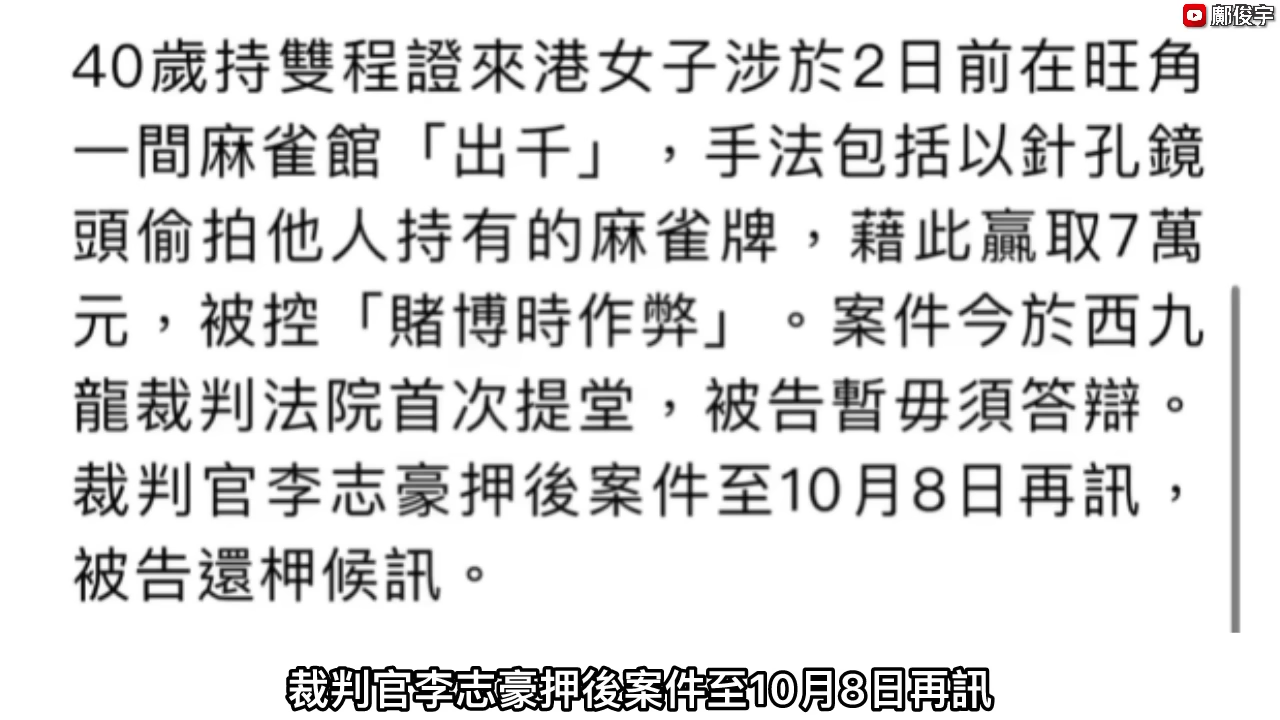 鄺俊宇
40歲持雙程證來港女子涉於2日前在旺角
一間麻雀館「出千」，手法包括以針孔鏡
頭偷拍他人持有的麻雀牌，藉此贏取7萬
元，被控「賭博時作弊」。案件今於西九
龍裁判法院首次提堂，被告暫毋須答辯。
裁判官李志豪押後案件至10月8日再訊，
被告還柙候訊。
裁判官李志豪押後案件至10月8日再訊